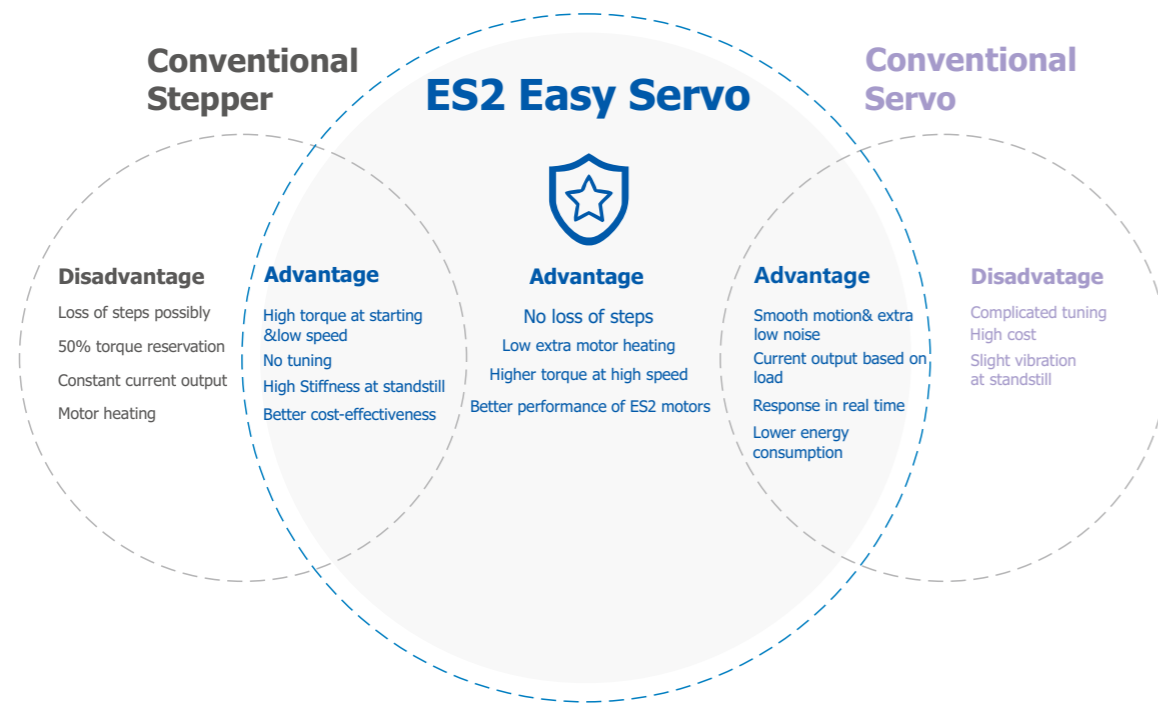 Conventional
Stepper
Disadvantage
Loss of steps possibly
50% torque reservation
Constant current output
Motor heating
Advantage
High torque at starting
&low speed
No tuning
High Stiffness at standstill
Better cost-effectiveness
ES2 Easy Servo
Advantage
No loss of steps
Low extra motor heating
Higher torque at high speed
Better performance of ES2 motors
Advantage
Smooth motion& extra
low noise
Current output based on
load
Response in real time
Lower energy
consumption
Conventional
Servo
Disadvatage
Complicated tuning
High cost
Slight vibration
at standstill